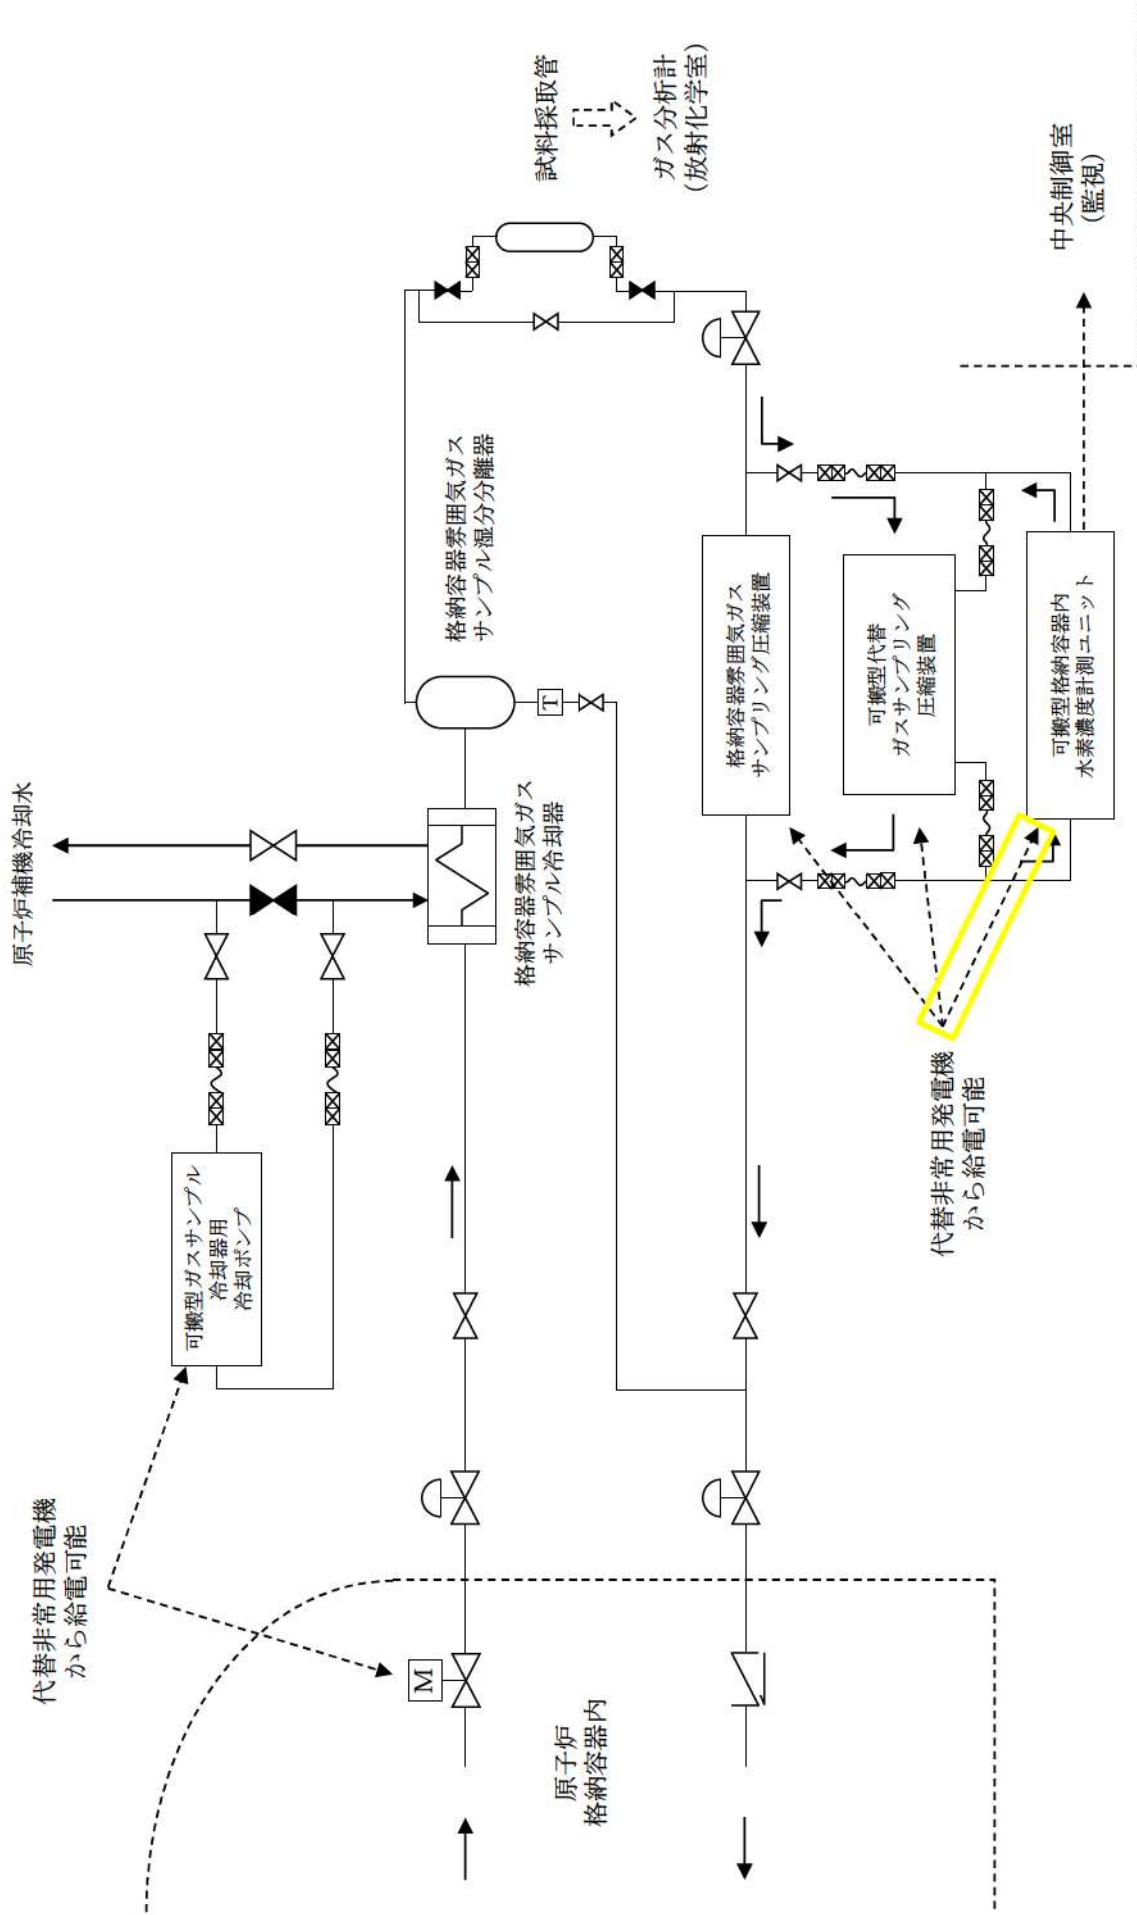 原子炉補機冷却水
試料採取管
ガス分析計
(放射化学室)
中央制御室
(監視)
格納容器雰囲気ガス
サンプル湿分分離器
T
格納容器雰囲気ガス
サンプル冷却器
格納容器雰囲気ガス
サンプリング圧縮装置
可搬型代替
ガスサンプリング
圧縮装置
可搬型格納容器内
水素濃度計測ユニット
可搬型ガスサンプル
冷却器用
冷却ポンプ
代替非常用発電機
から給電可能
代替非常用発電機
から給電可能
M
原子炉
格納容器内